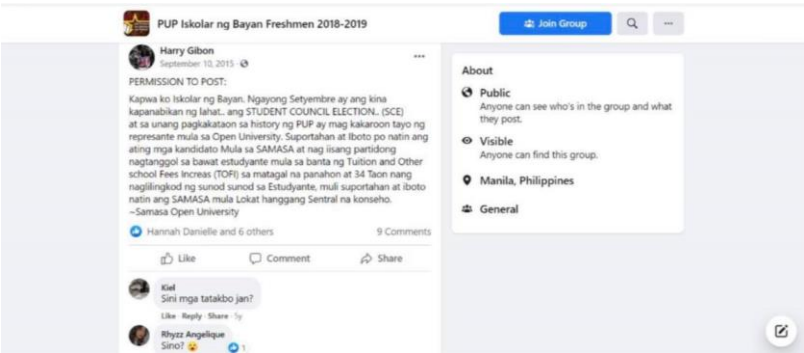 PUP Iskolar ng Bayan Freshmen 2018-2019
Join Group
Harry Gibon
September 10, 2015
PERMISSION TO POST:
Kapwa ko Iskolar ng Bayan. Ngayong Setyembre ay ang kina
kapanabikan ng lahat.. ang STUDENT COUNCIL ELECTION.. (SCE)
at sa unang pagkakataon sa history ng PUP ay mag kakaroon tayo ng
represante mula sa Open University. Suportahan at Iboto po natin ang
ating mga kandidato Mula sa SAMASA at nag iisang partidong
nagtanggol sa bawat estudyante mula sa banta ng Tuition and Other
school Fees Increas (TOFI) sa matagal na panahon at 34 Taon nang
naglilingkod ng sunod sunod sa Estudyante, muli suportahan at iboto
natin ang SAMASA mula Lokat hanggang Sentral na konseho.
~Samasa Open University
Hannah Danielle and 6 others 9 Comments
Like Comment Share
Kiel
Sini mga tatakbo jan?
Like · Reply · Share · 5y
Rhyzz Angelique
Sino? 😮 1
About
Public
Anyone can see who's in the group and what
they post.
Visible
Anyone can find this group.
Manila, Philippines
General